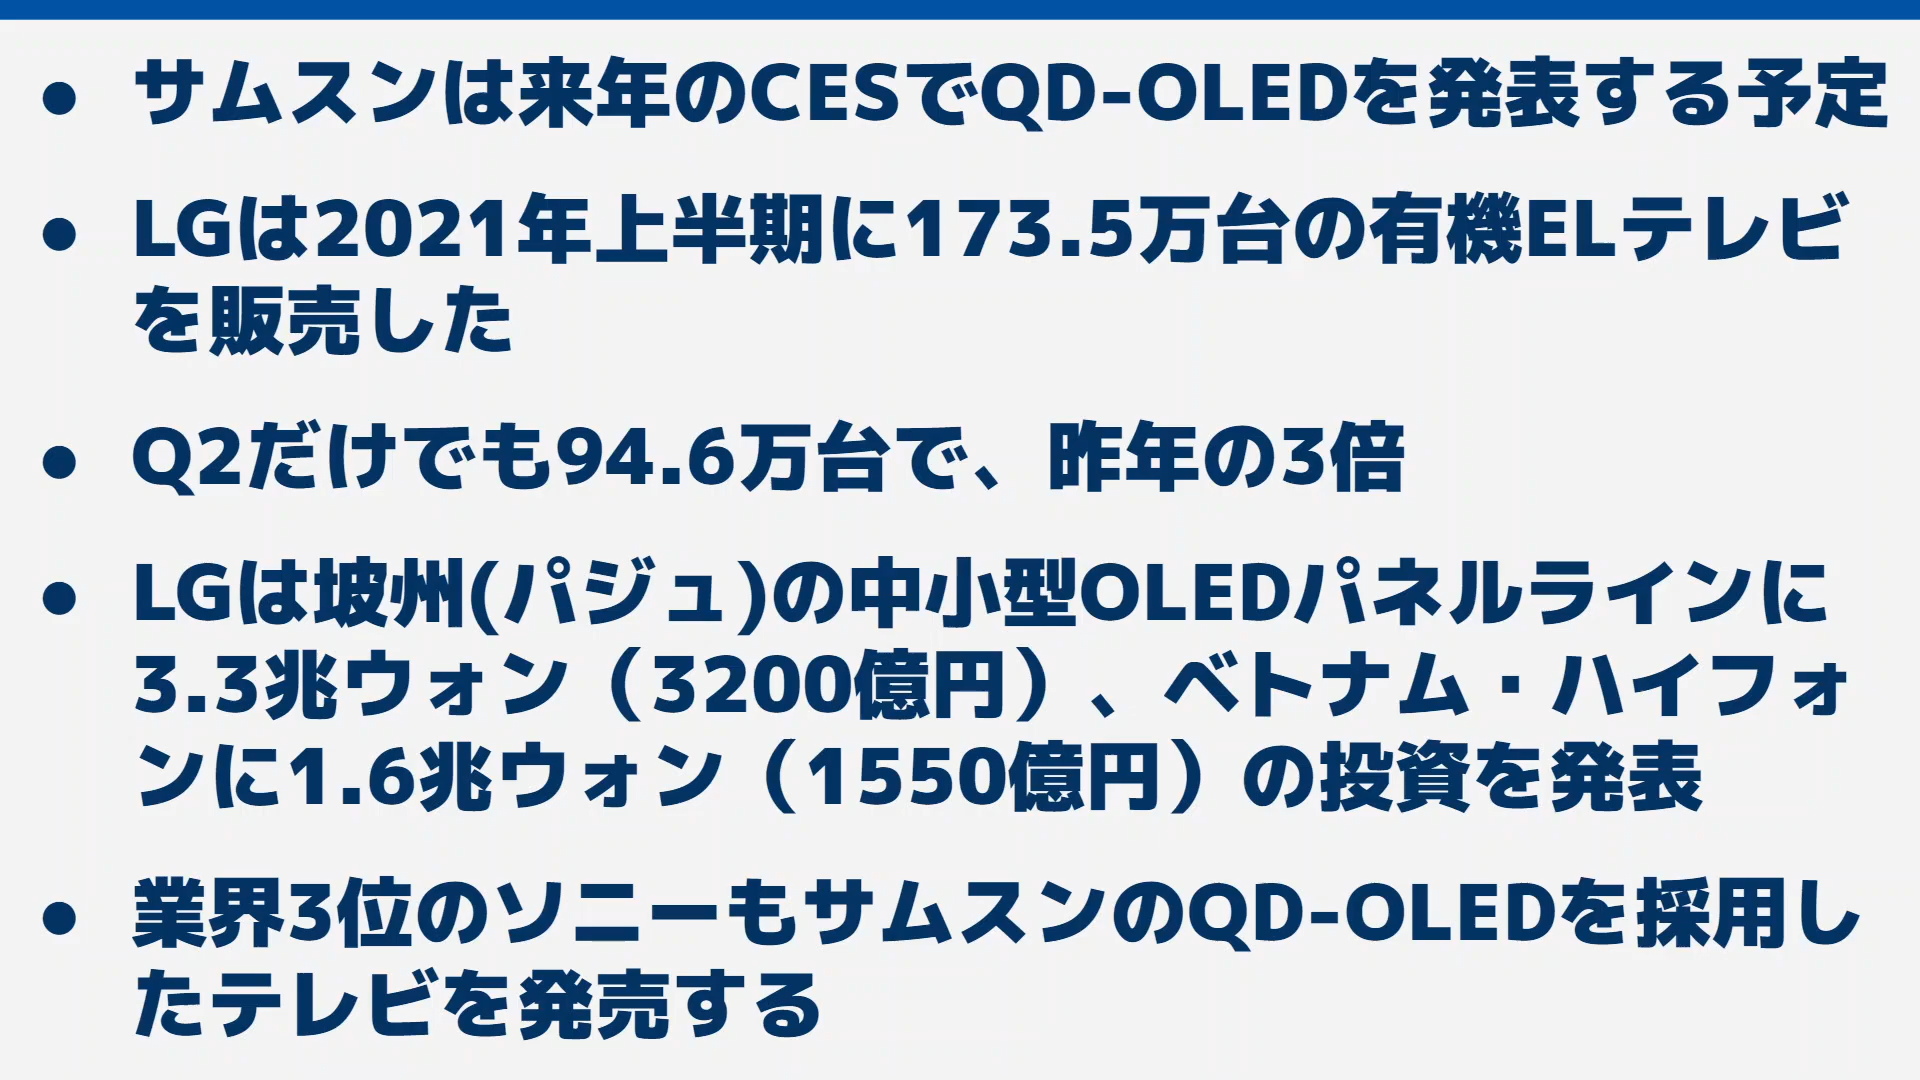 ● サムスンは来年のCESでQD-OLEDを発表する予定
● LGは2021年上半期に173.5万台の有機ELテレビ
を販売した
● Q2だけでも94.6万台で、昨年の3倍
● LGは坡州(パジュ)の中小型OLEDパネルラインに
3.3兆ウォン（3200億円）、ベトナム・ハイフォ
ンに1.6兆ウォン（1550億円）の投資を発表
● 業界3位のソニーもサムスンのQD-OLEDを採用し
たテレビを発売する